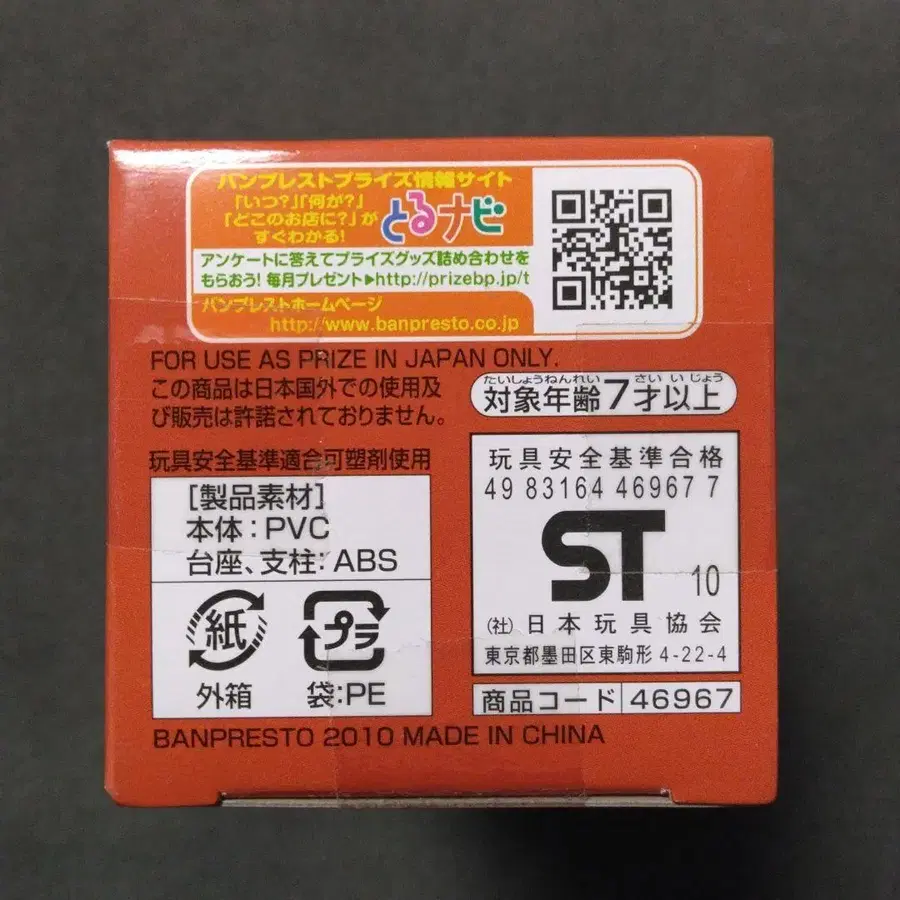 バンプレストプライズ情報サイト
「いつ?」「何が?」
「どこのお店に?」が
すぐわかる!
とるナビ
アンケートに答えてプライズグッズ詰め合わせを
もらおう! 毎月プレゼント▶http://prizebp.jp/t
バンプレストホームページ
http://www.banpresto.co.jp
FOR USE AS PRIZE IN JAPAN ONLY.
この商品は日本国外での使用及
び販売は許諾されておりません。
たいしょうねんれい さい いじょう
対象年齢7才以上
玩具安全基準適合可塑剤使用
[製品素材]
本体:PVC
台座、支柱:ABS
紙
外箱
プラ
袋:PE
玩具安全基準合格
49 83164 46967 7
ST 10
(社) 日本玩具協会
東京都墨田区東駒形 4-22-4
商品コード 46967
BANPRESTO 2010 MADE IN CHINA